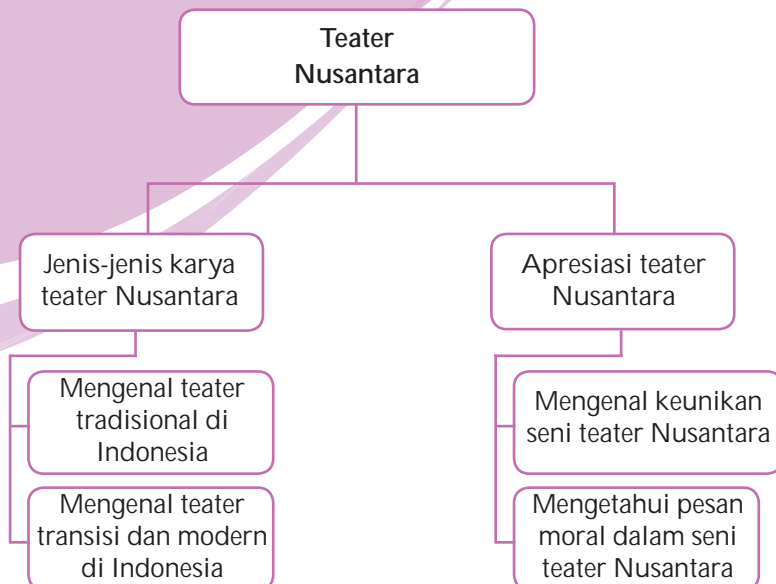 Teater
Nusantara
Jenis-jenis karya
teater Nusantara
Mengenal teater
tradisional di
Indonesia
Mengenal teater
transisi dan modern
di Indonesia
Apresiasi teater
Nusantara
Mengenal keunikan
seni teater Nusantara
Mengetahui pesan
moral dalam seni
teater Nusantara